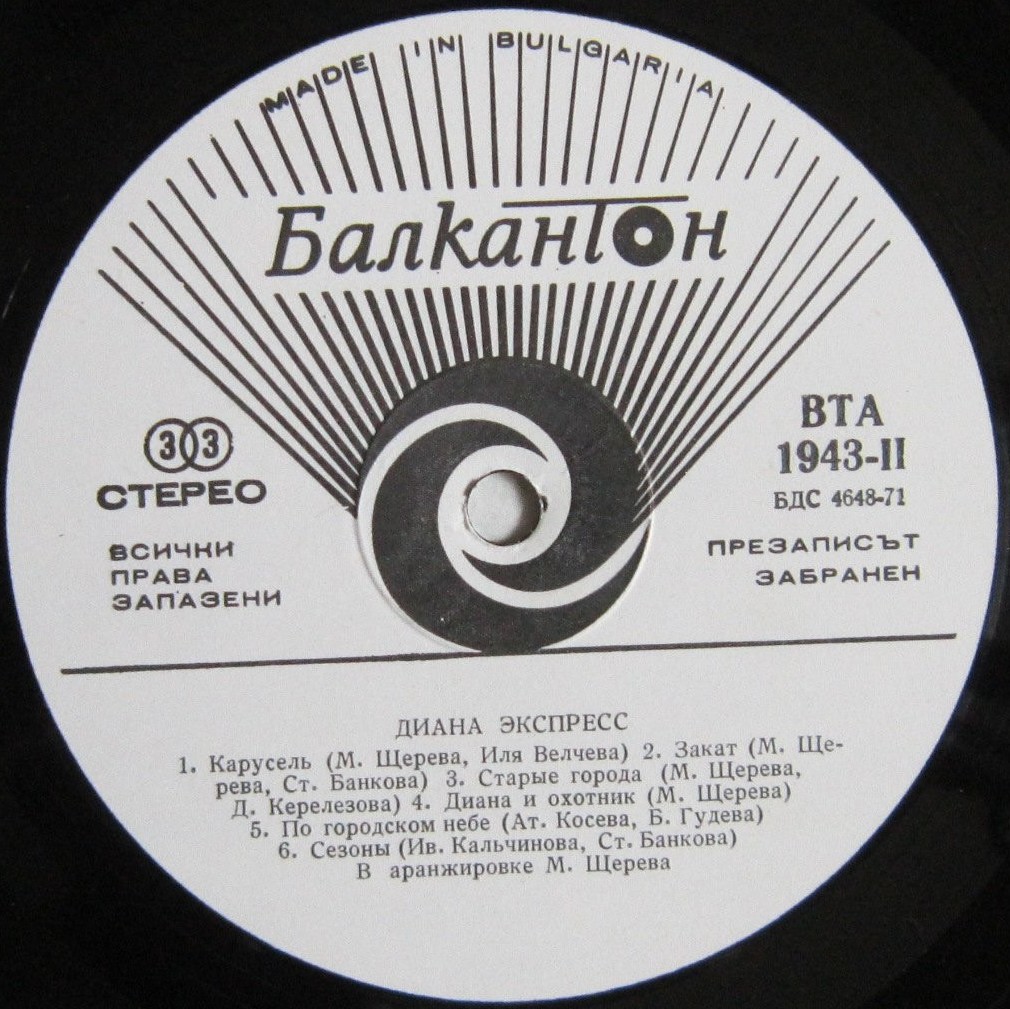 MADE IN BULGARIA
Балкантон
33
СТЕРЕО
ВСИЧКИ
ПРАВА
ЗАПАЗЕНИ
ВТА
1943-II
БДС 4648-71
ПРЕЗАПИСЪТ
ЗАБРАНЕН
ДИАНА ЭКСПРЕСС
1. Карусель (М. Щерева, Иля Велчева) 2. Закат (М. Ще-
рева, Ст. Банкова) 3. Старые города (М. Щерева,
Д. Керелезова) 4. Диана и охотник (М. Щерева)
5. По городском небе (Ат. Косева, Б. Гудева)
6. Сезоны (Ив. Кальчинова, Ст. Банкова)
В аранжировке М. Щерева